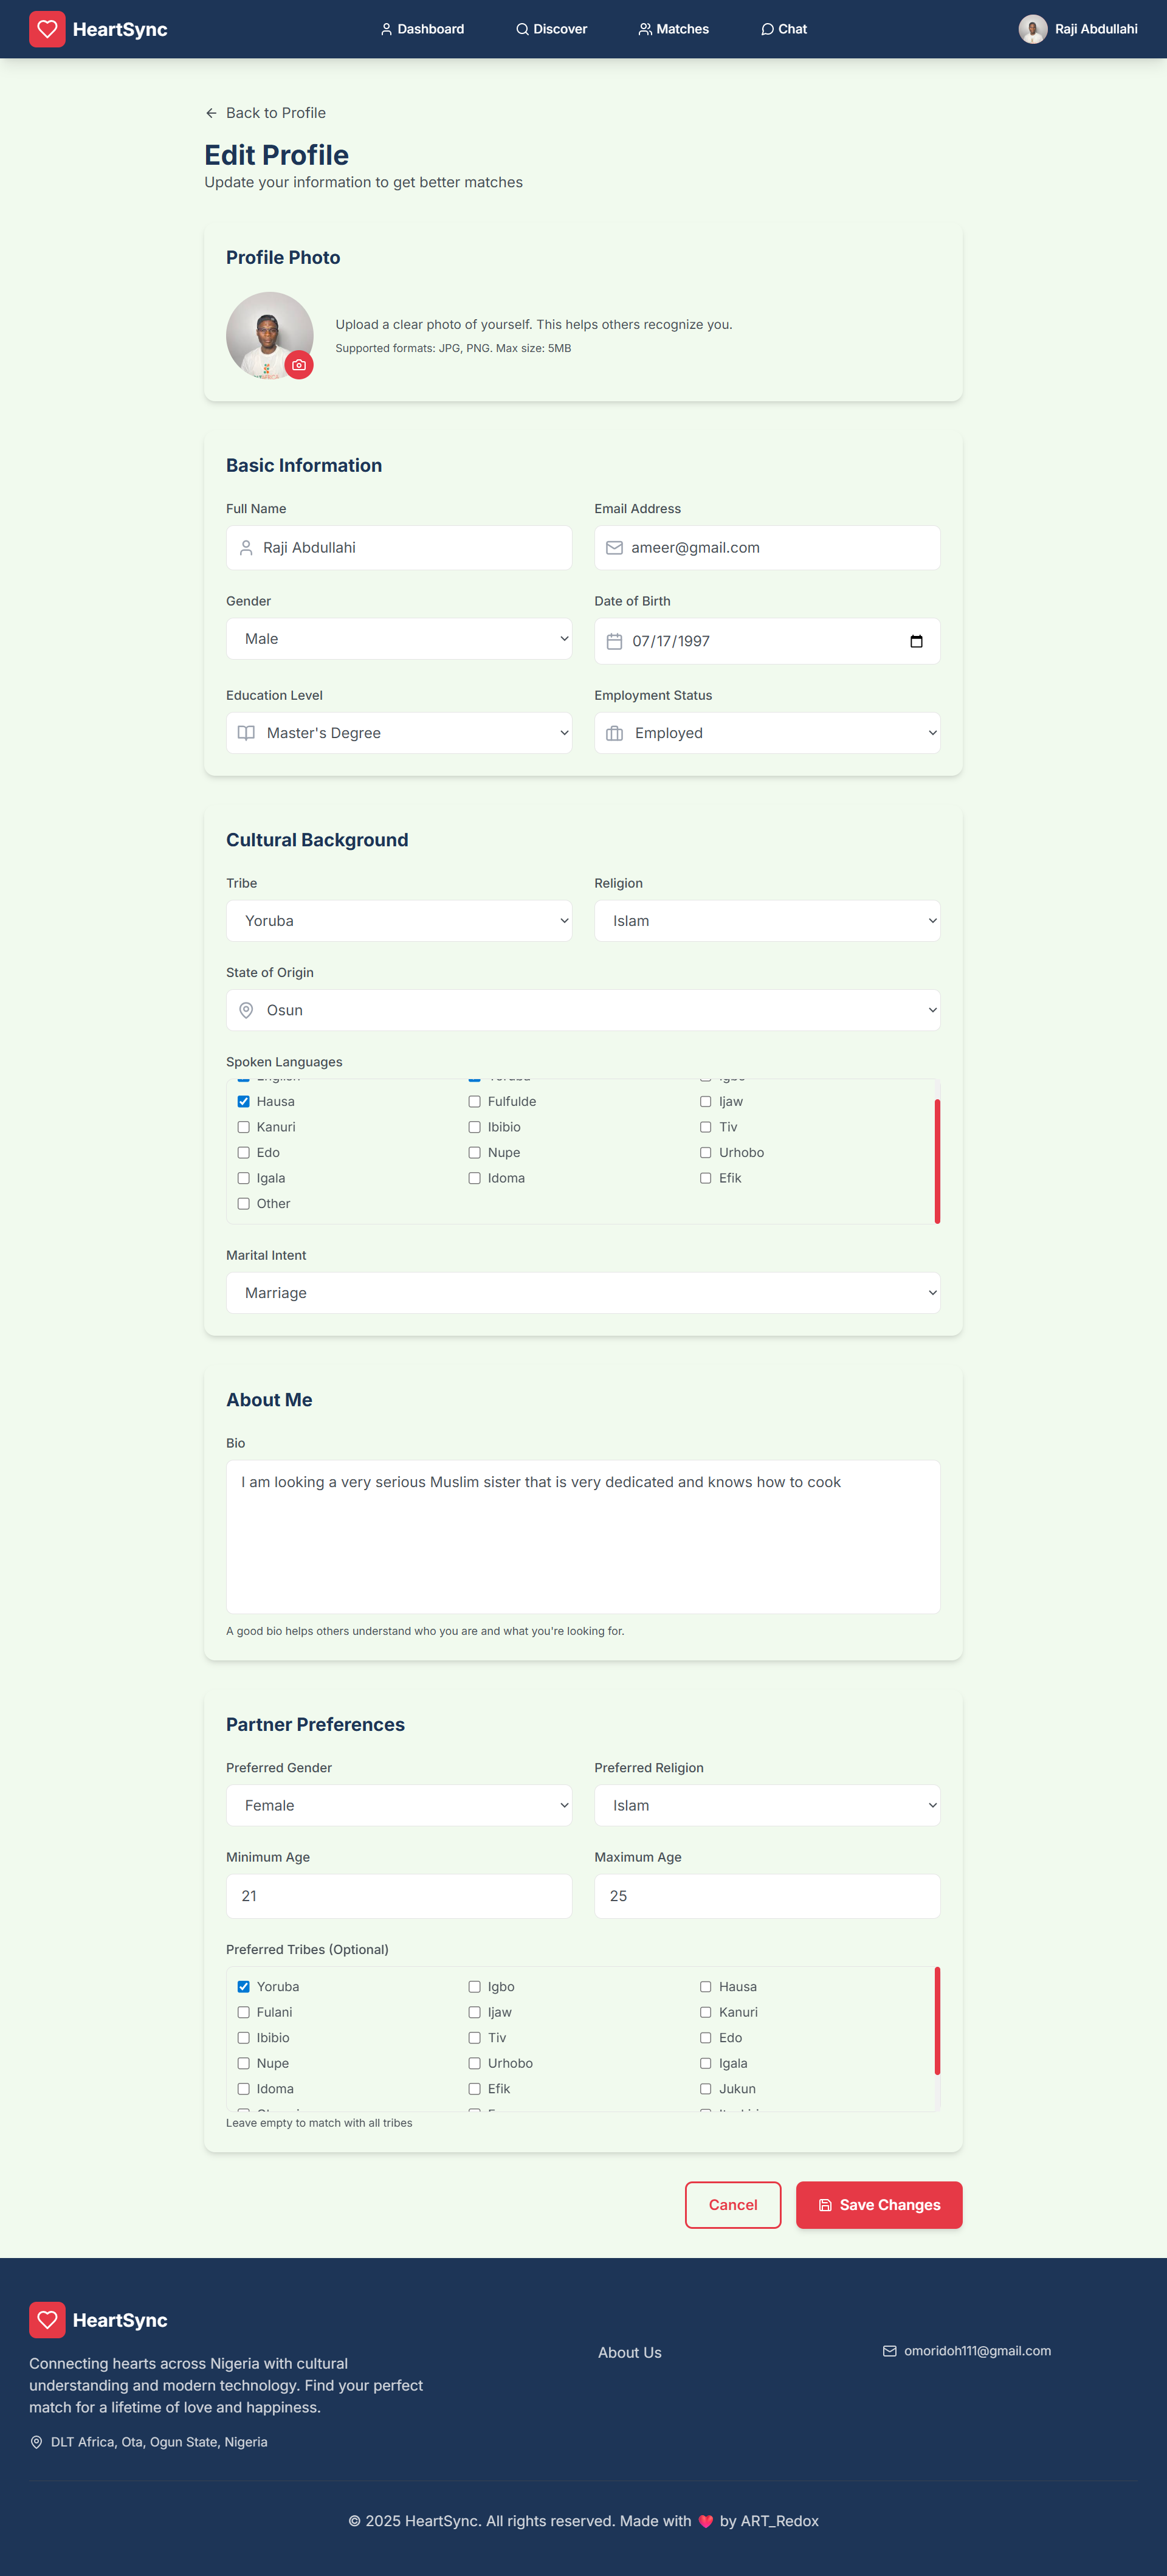 HeartSync
Dashboard
Discover
Matches
Chat
Raji Abdullahi
Back to Profile
Edit Profile
Update your information to get better matches
Profile Photo
Upload a clear photo of yourself. This helps others recognize you.
Supported formats: JPG, PNG. Max size: 5MB
Basic Information
Full Name
Email Address
Raji Abdullahi
ameer@gmail.com
Gender
Date of Birth
Male
07/17/1997
Education Level
Employment Status
Master's Degree
Employed
Cultural Background
Tribe
Religion
Yoruba
Islam
State of Origin
Osun
Spoken Languages
English
Yoruba
Igbo
Hausa
Fulfulde
Ijaw
Kanuri
Ibibio
Tiv
Edo
Nupe
Urhobo
Igala
Idoma
Efik
Other
Marital Intent
Marriage
About Me
Bio
I am looking a very serious Muslim sister that is very dedicated and knows how to cook
A good bio helps others understand who you are and what you're looking for.
Partner Preferences
Preferred Gender
Preferred Religion
Female
Islam
Minimum Age
Maximum Age
21
25
Preferred Tribes (Optional)
Yoruba
Igbo
Hausa
Fulani
Ijaw
Kanuri
Ibibio
Tiv
Edo
Nupe
Urhobo
Igala
Idoma
Efik
Jukun
Leave empty to match with all tribes
Cancel
Save Changes
HeartSync
Connecting hearts across Nigeria with cultural
understanding and modern technology. Find your perfect
match for a lifetime of love and happiness.
DLT Africa, Ota, Ogun State, Nigeria
About Us
omoridoh111@gmail.com
© 2025 HeartSync. All rights reserved. Made with ❤️ by ART_Redox